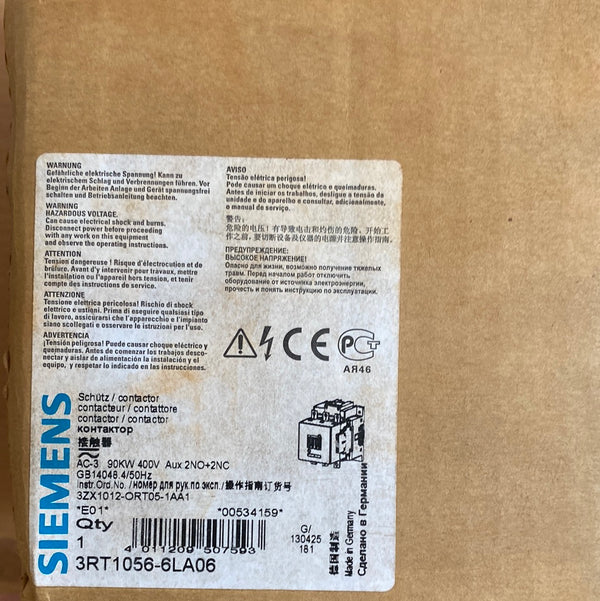 WARNUNG
Gefährliche elektrische Spannung! Kann zu
elektrischem Schlag und Verbrennungen führen. Vor
Beginn der Arbeiten Anlage und Gerät spannungsfrei
schalten und Betriebsanleitung beachten.
WARNING
HAZARDOUS VOLTAGE.
Can cause electrical shock and burns.
Disconnect power before proceeding
with any work on this equipment
and observe the operating instructions.
ATTENTION
Tension dangereuse ! Risque d'électrocution et de
brûlure. Avant d'y intervenir pour travaux, mettre
l'installation ou l'appareil hors tension, et tenir
compte des instructions de service.
ATTENZIONE
Tensione elettrica pericolosa! Rischio di shock
elettrico e ustioni. Prima di eseguire qualsiasi tipo
di lavoro, assicurarsi che l'apparecchio e l'impianto
siano scollegati e osservare le istruzioni per l'uso.
ADVERTENCIA
¡Tensión peligrosa! Puede causar choque eléctrico y
quemaduras. Antes de comenzar los trabajos desco-
nectar y aislar de alimentación la instalación y el
equipo, y respetar lo indicado en las instrucciones.
AVISO
Tensão elétrica perigosa!
Pode causar um choque elétrico e queimaduras.
Antes de iniciar os trabalhos, desligue a tensão da
unidade e do aparelho e consultar, adicionalmente,
o manual de servico.
警告:
危险的电压! 有导致电击和灼伤的危险。开始工
作之前, 要切断设备及仪器的电源并注意操作指南。
ПРЕДУПРЕЖДЕНИЕ:
ВЫСОКОЕ НАПРЯЖЕНИЕ!
Опасно для жизни, возможно получение тяжелых
травм. Перед началом работ отключить
оборудование от источника электроэнергии,
прочесть и понять инструкцию по эксплуатации.
CE
РСТ
АЯ46
SIEMENS
Schütz / contactor
contacteur / contattore
contactor / contactor
контактор
接触器
AC-3 90KW 400V Aux 2NO+2NC
GB14048.4/50Hz
Instr.Ord.No. /номер для рук по эксп./操作指南订货号
3ZX1012-ORT05-1AA1
*E01* *00534159*
Qty
1
4 011209 507593
3RT1056-6LA06
G/
130425
181
德国制造
Made in Germany
Сделано в Германии